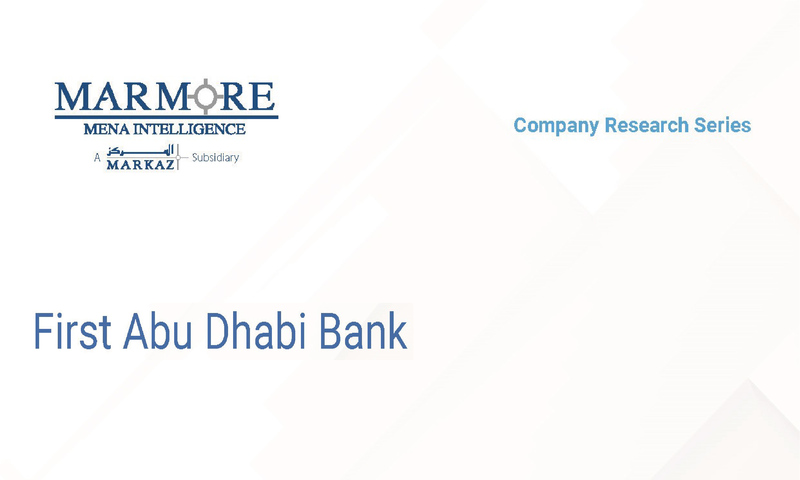 MARMORE
MENA INTELLIGENCE
A المركز Subsidiary
MARKAZ
Company Research Series
First Abu Dhabi Bank